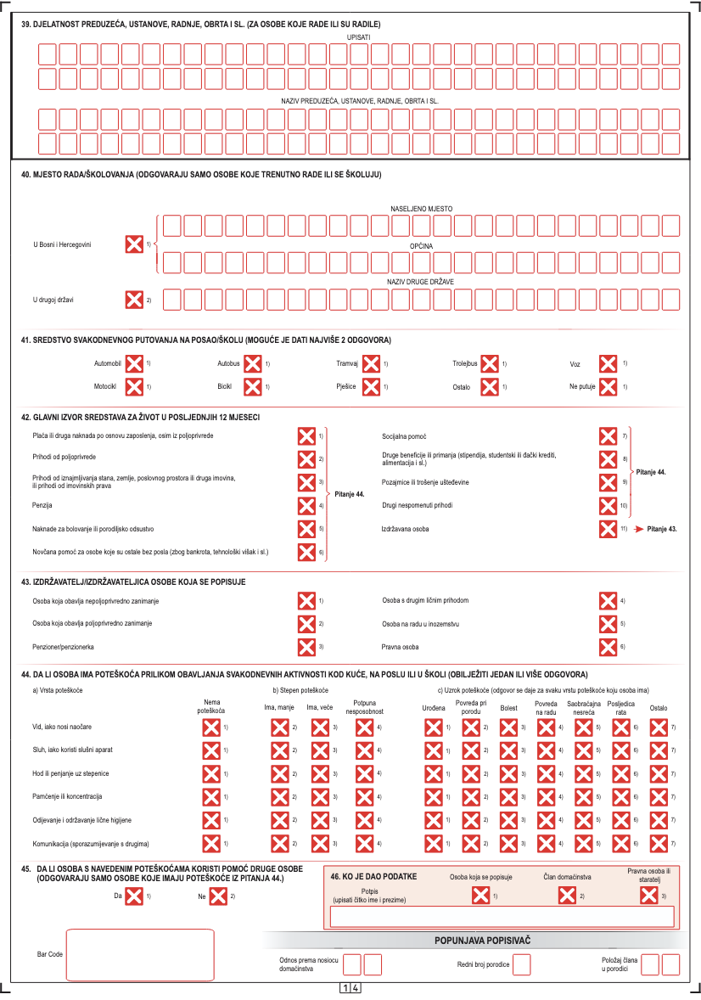 39. DJELATNOST PREDUZEĆA, USTANOVE, RADNJE, OBRTA I SL. (ZA OSOBE KOJE RADE ILI SU RADILE)
UPISATI
NAZIV PREDUZEĆA, USTANOVE, RADNJE, OBRTA I SL.
40. MJESTO RADA/ŠKOLOVANJA (ODGOVARAJU SAMO OSOBE KOJE TRENUTNO RADE ILI SE ŠKOLUJU)
NASELJENO MJESTO
U Bosni i Hercegovini 1)
OPĆINA
NAZIV DRUGE DRŽAVE
U drugoj državi 2)
41. SREDSTVO SVAKODNEVNOG PUTOVANJA NA POSAO/ŠKOLU (MOGUĆE JE DATI NAJVIŠE 2 ODGOVORA)
Automobil 1) Autobus 1) Tramvaj 1) Trolejbus 1) Voz 1)
Motocikl 1) Bicikl 1) Pješice 1) Ostalo 1) Ne putuje 1)
42. GLAVNI IZVOR SREDSTAVA ZA ŽIVOT U POSLJEDNJIH 12 MJESECI
Plaća ili druga naknada po osnovu zaposlenja, osim iz poljoprivrede 1)
Prihodi od poljoprivrede 2)
Prihodi od iznajmljivanja stana, zemlje, poslovnog prostora ili druga imovina,
ili prihodi od imovinskih prava 3)
Pitanje 44.
Penzija 4)
Naknade za bolovanje ili porodiljsko odsustvo 5)
Novčana pomoć za osobe koje su ostale bez posla (zbog bankrota, tehnološki višak i sl.) 6)
Socijalna pomoć 7)
Druge beneficije ili primanja (stipendija, studentski ili đački krediti,
alimentacija i sl.) 8)
Pitanje 44.
Pozajmice ili trošenje ušteđevine 9)
Drugi nespomenuti prihodi 10)
Izdržavana osoba 11) Pitanje 43.
43. IZDRŽAVATELJ/IZDRŽAVATELJICA OSOBE KOJA SE POPISUJE
Osoba koja obavlja nepoljoprivredno zanimanje 1) Osoba s drugim ličnim prihodom 4)
Osoba koja obavlja poljoprivredno zanimanje 2) Osoba na radu u inozemstvu 5)
Penzioner/penzionerka 3) Pravna osoba 6)
44. DA LI OSOBA IMA POTEŠKOĆA PRILIKOM OBAVLJANJA SVAKODNEVNIH AKTIVNOSTI KOD KUĆE, NA POSLU ILI U ŠKOLI (OBILJEŽITI JEDAN ILI VIŠE ODGOVORA)
a) Vrsta poteškoće b) Stepen poteškoće c) Uzrok poteškoće (odgovor se daje za svaku vrstu poteškoće koju osoba ima)
Nema poteškoća Ima, manje Ima, veće Potpuna nesposobnost Urođena Povreda pri porodu Bolest Povreda na radu Saobraćajna nesreća Posljedica rata Ostalo
Vid, iako nosi naočare 1) 2) 3) 4) 1) 2) 3) 4) 5) 6) 7)
Sluh, iako koristi slušni aparat 1) 2) 3) 4) 1) 2) 3) 4) 5) 6) 7)
Hod ili penjanje uz stepenice 1) 2) 3) 4) 1) 2) 3) 4) 5) 6) 7)
Pamćenje ili koncentracija 1) 2) 3) 4) 1) 2) 3) 4) 5) 6) 7)
Odijevanje i održavanje lične higijene 1) 2) 3) 4) 1) 2) 3) 4) 5) 6) 7)
Komunikacija (sporazumijevanje s drugima) 1) 2) 3) 4) 1) 2) 3) 4) 5) 6) 7)
45. DA LI OSOBA S NAVEDENIM POTEŠKOĆAMA KORISTI POMOĆ DRUGE OSOBE
(ODGOVARAJU SAMO OSOBE KOJE IMAJU POTEŠKOĆE IZ PITANJA 44.)
Da 1) Ne 2)
46. KO JE DAO PODATKE Osoba koja se popisuje 1) Član domaćinstva 2) Pravna osoba ili staratelj 3)
Potpis
(upisati čitko ime i prezime)
POPUNJAVA POPISIVAČ
Bar Code
Odnos prema nosiocu
domaćinstva
Redni broj porodice
Položaj člana
u porodici
14